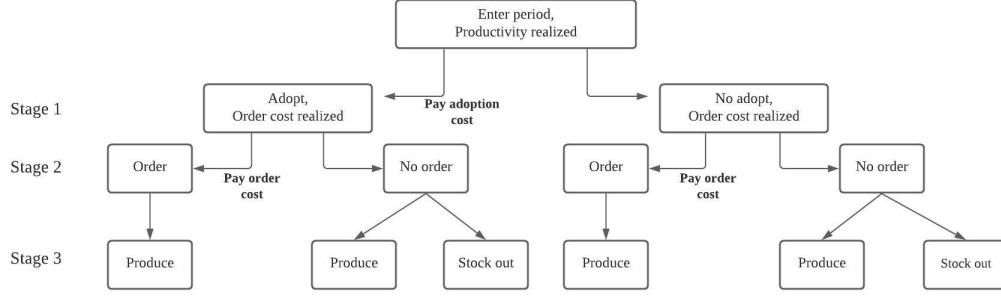 Enter period,
Productivity realized
Stage 1
Adopt,
Order cost realized
Pay adoption
cost
No adopt,
Order cost realized
Stage 2
Order
Pay order
cost
No order
Order
Pay order
cost
No order
Stage 3
Produce
Produce
Stock out
Produce
Produce
Stock out